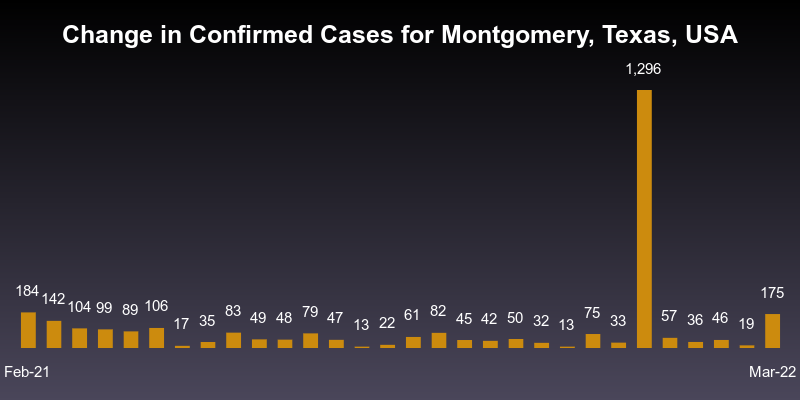 Change in Confirmed Cases for Montgomery, Texas, USA
1,296
184 142 104 99 89 106 17 35 83 49 48 79 47 13 22 61 82 45 42 50 32 13 75 33 57 36 46 19 175
Feb-21 Mar-22